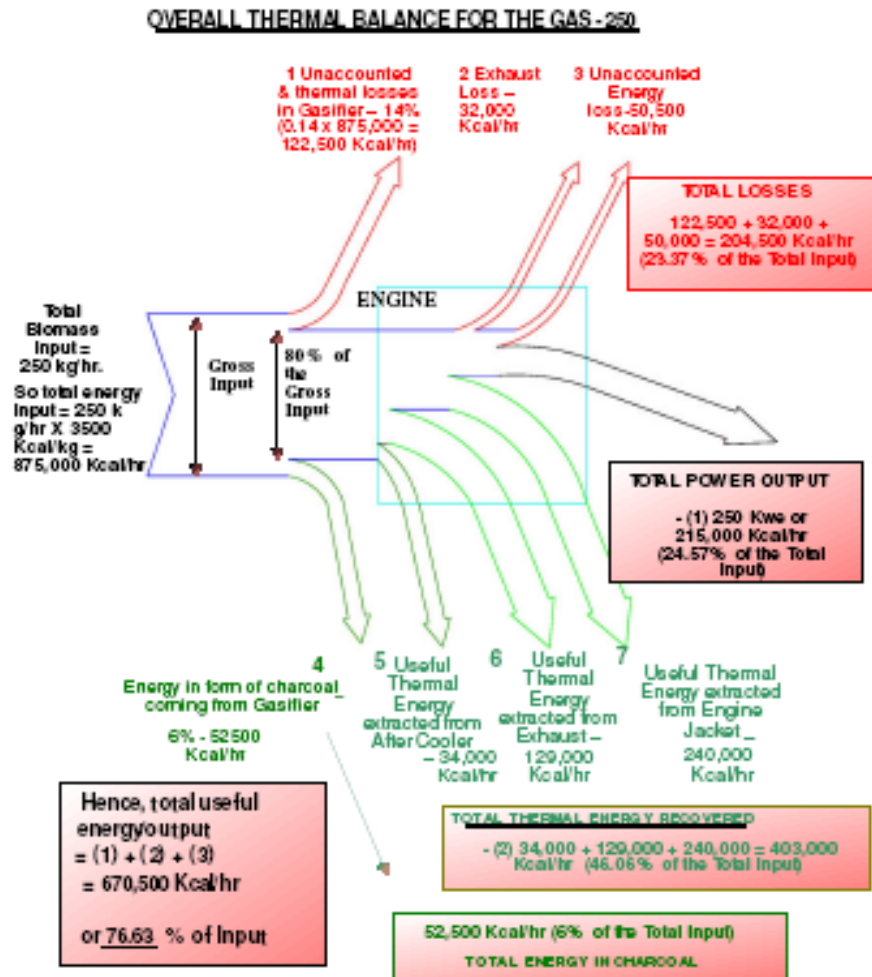 OVERALL THERMAL BALANCE FOR THE GAS - 250
1 Unaccounted
& thermal losses
in Gasifier – 14%
(0.14 x 875,000 =
122,500 Kcal/hr)
2 Exhaust
Loss –
32,000
Kcal/hr
3 Unaccounted
Energy
loss-50,500
Kcal/hr
TOTAL LOSSES
122,500 + 32,000 +
50,000 = 204,500 Kcal/hr
(23.37% of the Total Input)
ENGINE
Total
Biomass
Input =
250 kg/hr.
So total energy
Input = 250 k
g/hr X 3500
Kcal/kg =
875,000 Kcal/hr
Gross
Input
80% of
the
Gross
Input
TOTAL POWER OUTPUT
- (1) 250 Kwe or
215,000 Kcal/hr
(24.57% of the Total
Input)
4
Energy in form of charcoal –
coming from Gasifier
6% - 52500
Kcal/hr
5 Useful
Thermal
Energy
extracted from
After Cooler
– 34,000
Kcal/hr
6 Useful
Thermal
Energy
extracted from
Exhaust –
129,000
Kcal/hr
7
Useful Thermal
Energy extracted
from Engine
Jacket –
240,000
Kcal/hr
Hence, total useful
energy/output
= (1) + (2) + (3)
= 670,500 Kcal/hr
or 76.63 % of Input
TOTAL THERMAL ENERGY RECOVERED
- (2) 34,000 + 129,000 + 240,000 = 403,000
Kcal/hr (46.06% of the Total Input)
52,500 Kcal/hr (6% of the Total Input)
TOTAL ENERGY IN CHARCOAL